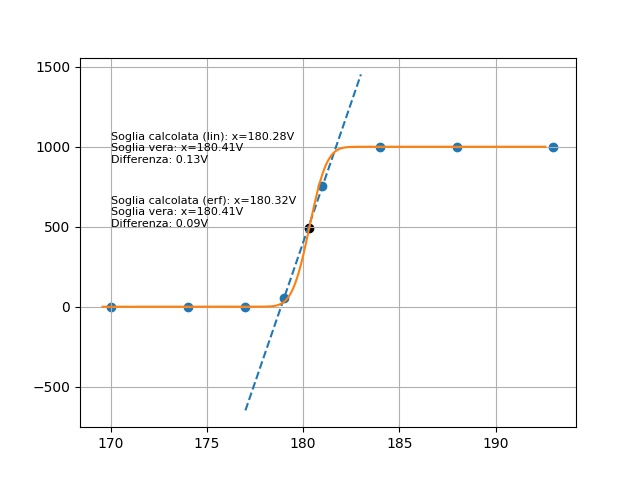 1500
Soglia calcolata (lin): x=180.28V
Soglia vera: x=180.41V
Differenza: 0.13V
1000
Soglia calcolata (erf): x=180.32V
Soglia vera: x=180.41V
Differenza: 0.09V
500
0
−500
170 175 180 185 190